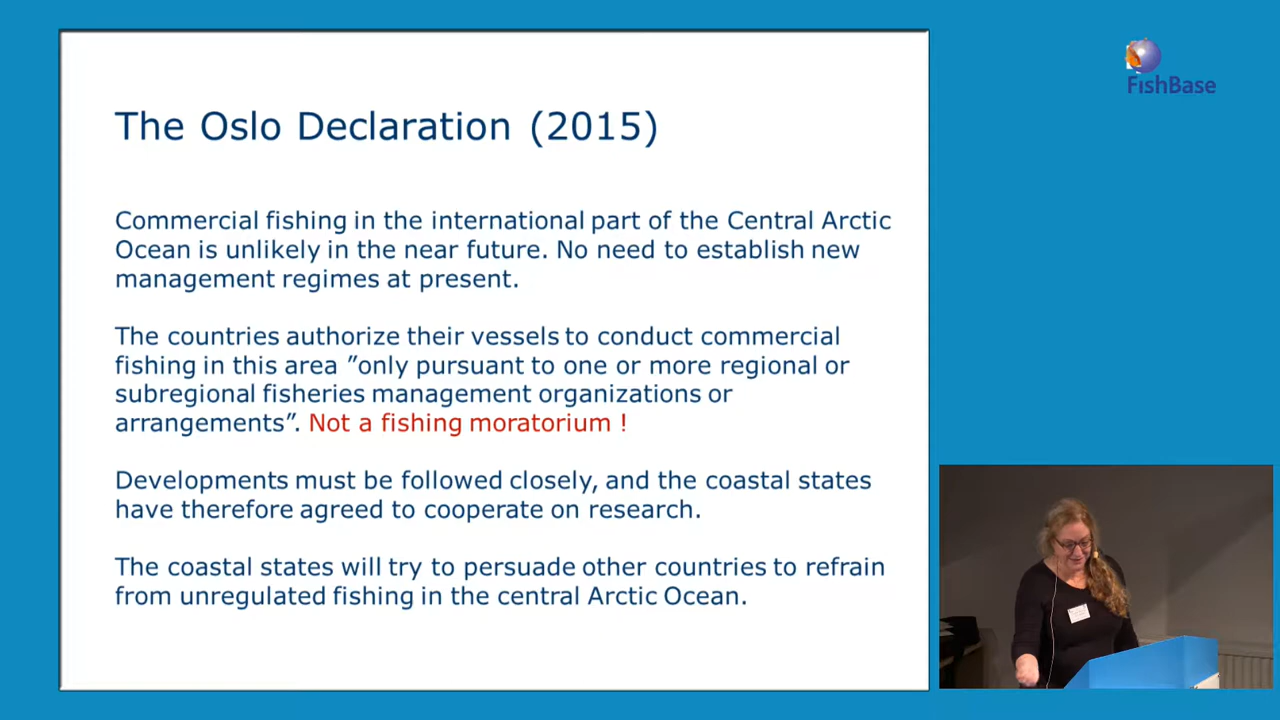 FishBase
The Oslo Declaration (2015)
Commercial fishing in the international part of the Central Arctic
Ocean is unlikely in the near future. No need to establish new
management regimes at present.
The countries authorize their vessels to conduct commercial
fishing in this area ”only pursuant to one or more regional or
subregional fisheries management organizations or
arrangements”. Not a fishing moratorium !
Developments must be followed closely, and the coastal states
have therefore agreed to cooperate on research.
The coastal states will try to persuade other countries to refrain
from unregulated fishing in the central Arctic Ocean.